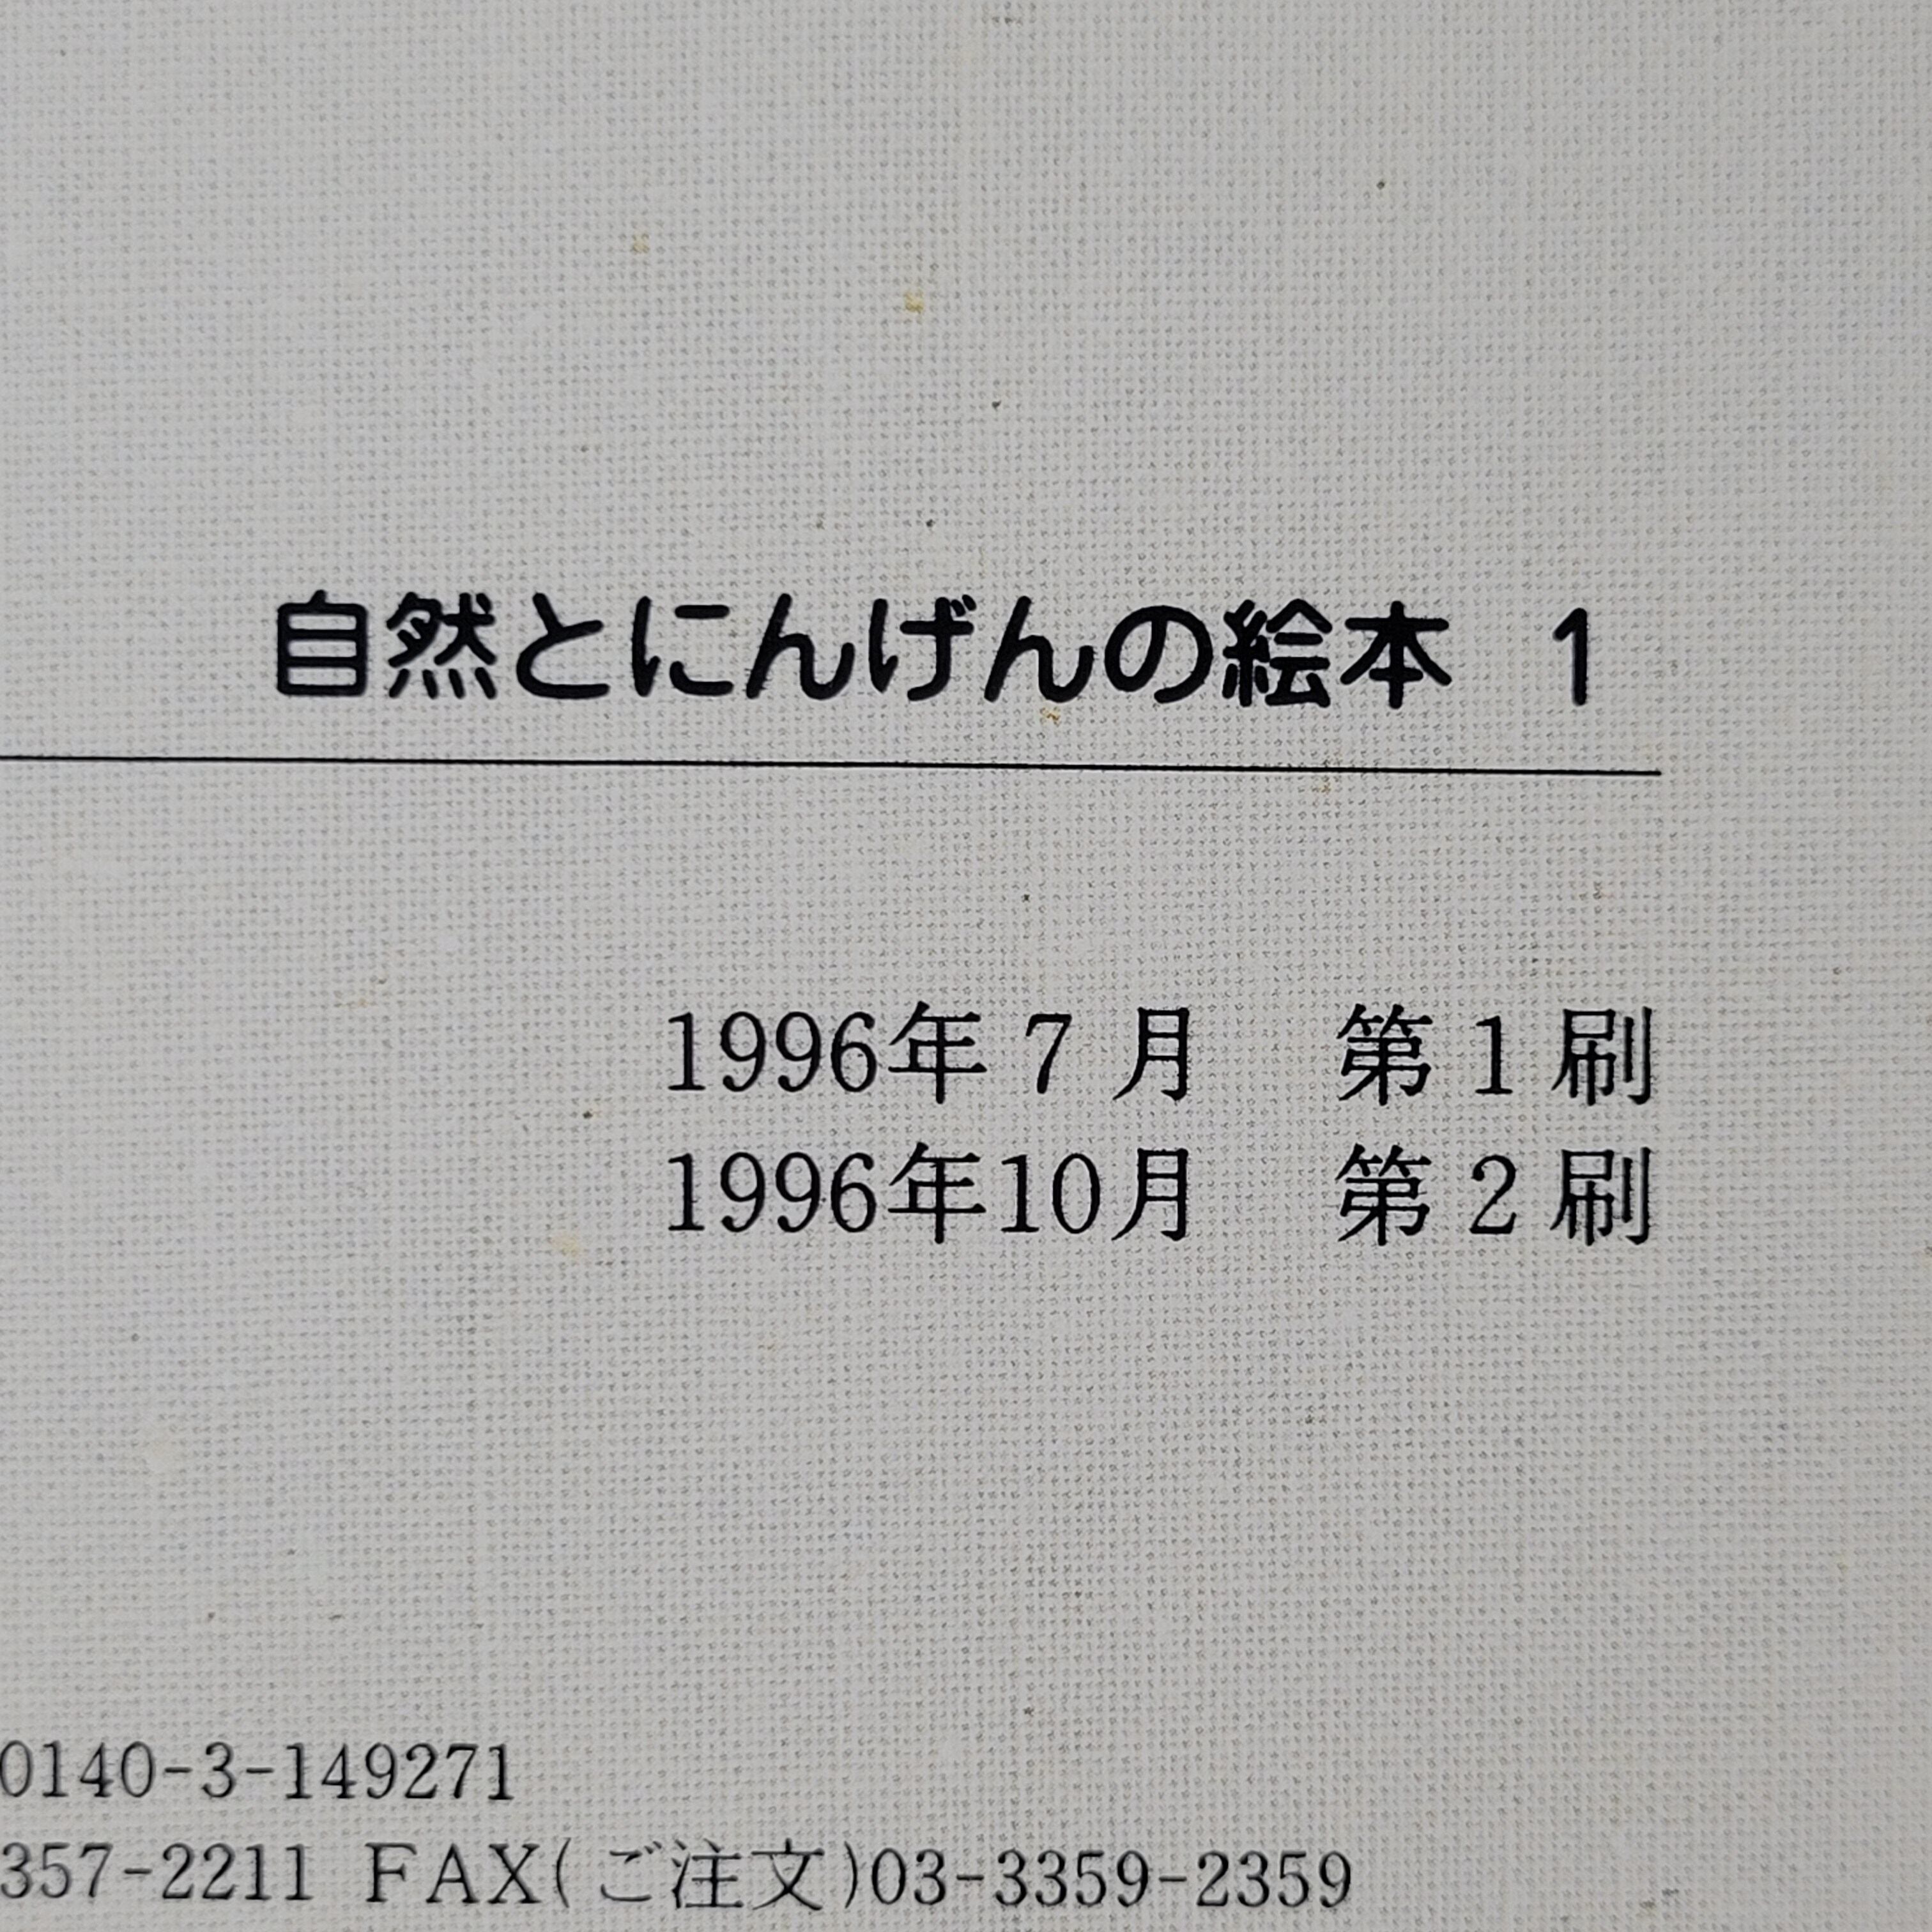 自然とにんげんの絵本 1
1996年7月 第1刷
1996年10月 第2刷
0140-3-149271
357-2211 FAX(ご注文)03-3359-2359